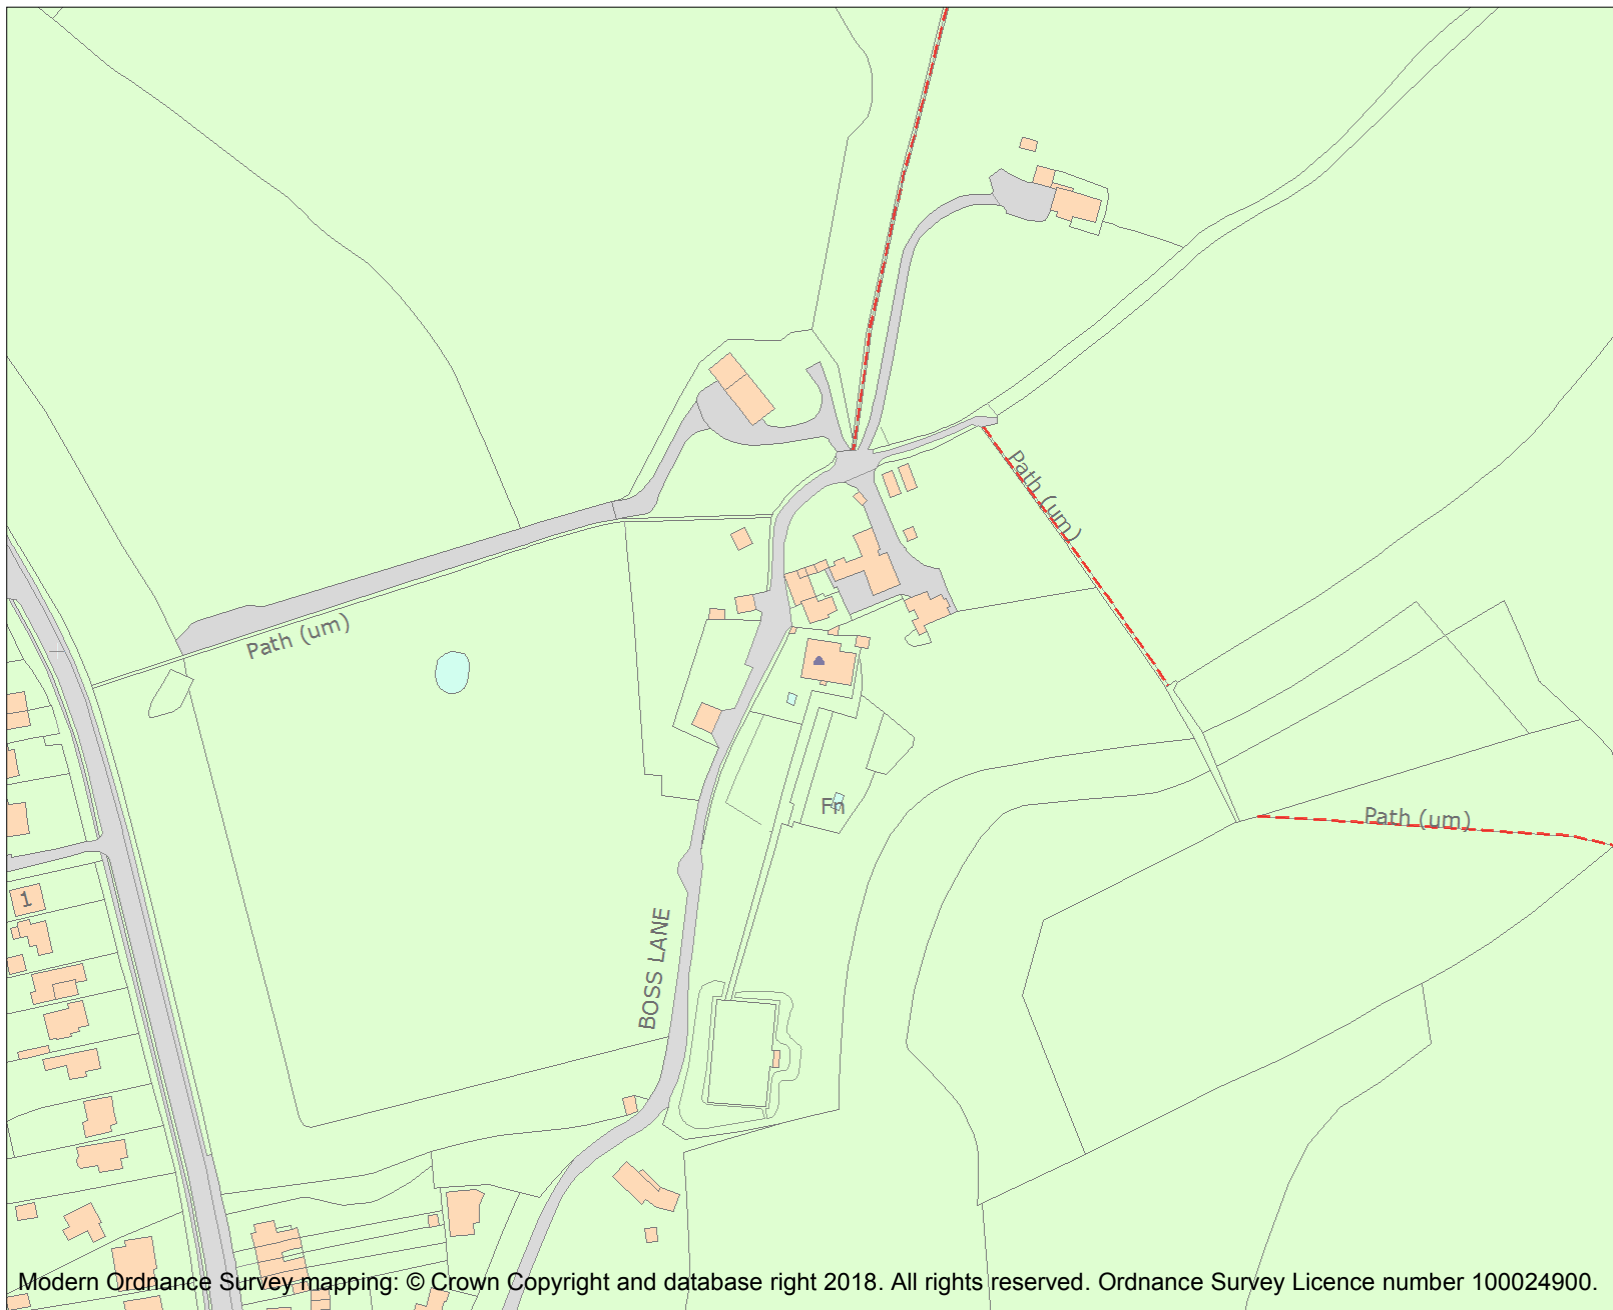 Path (um)
Path (um)
Fn
Path (um)
1
BOSS LANE
Modern Ordnance Survey mapping: © Crown Copyright and database right 2018. All rights reserved. Ordnance Survey Licence number 100024900.